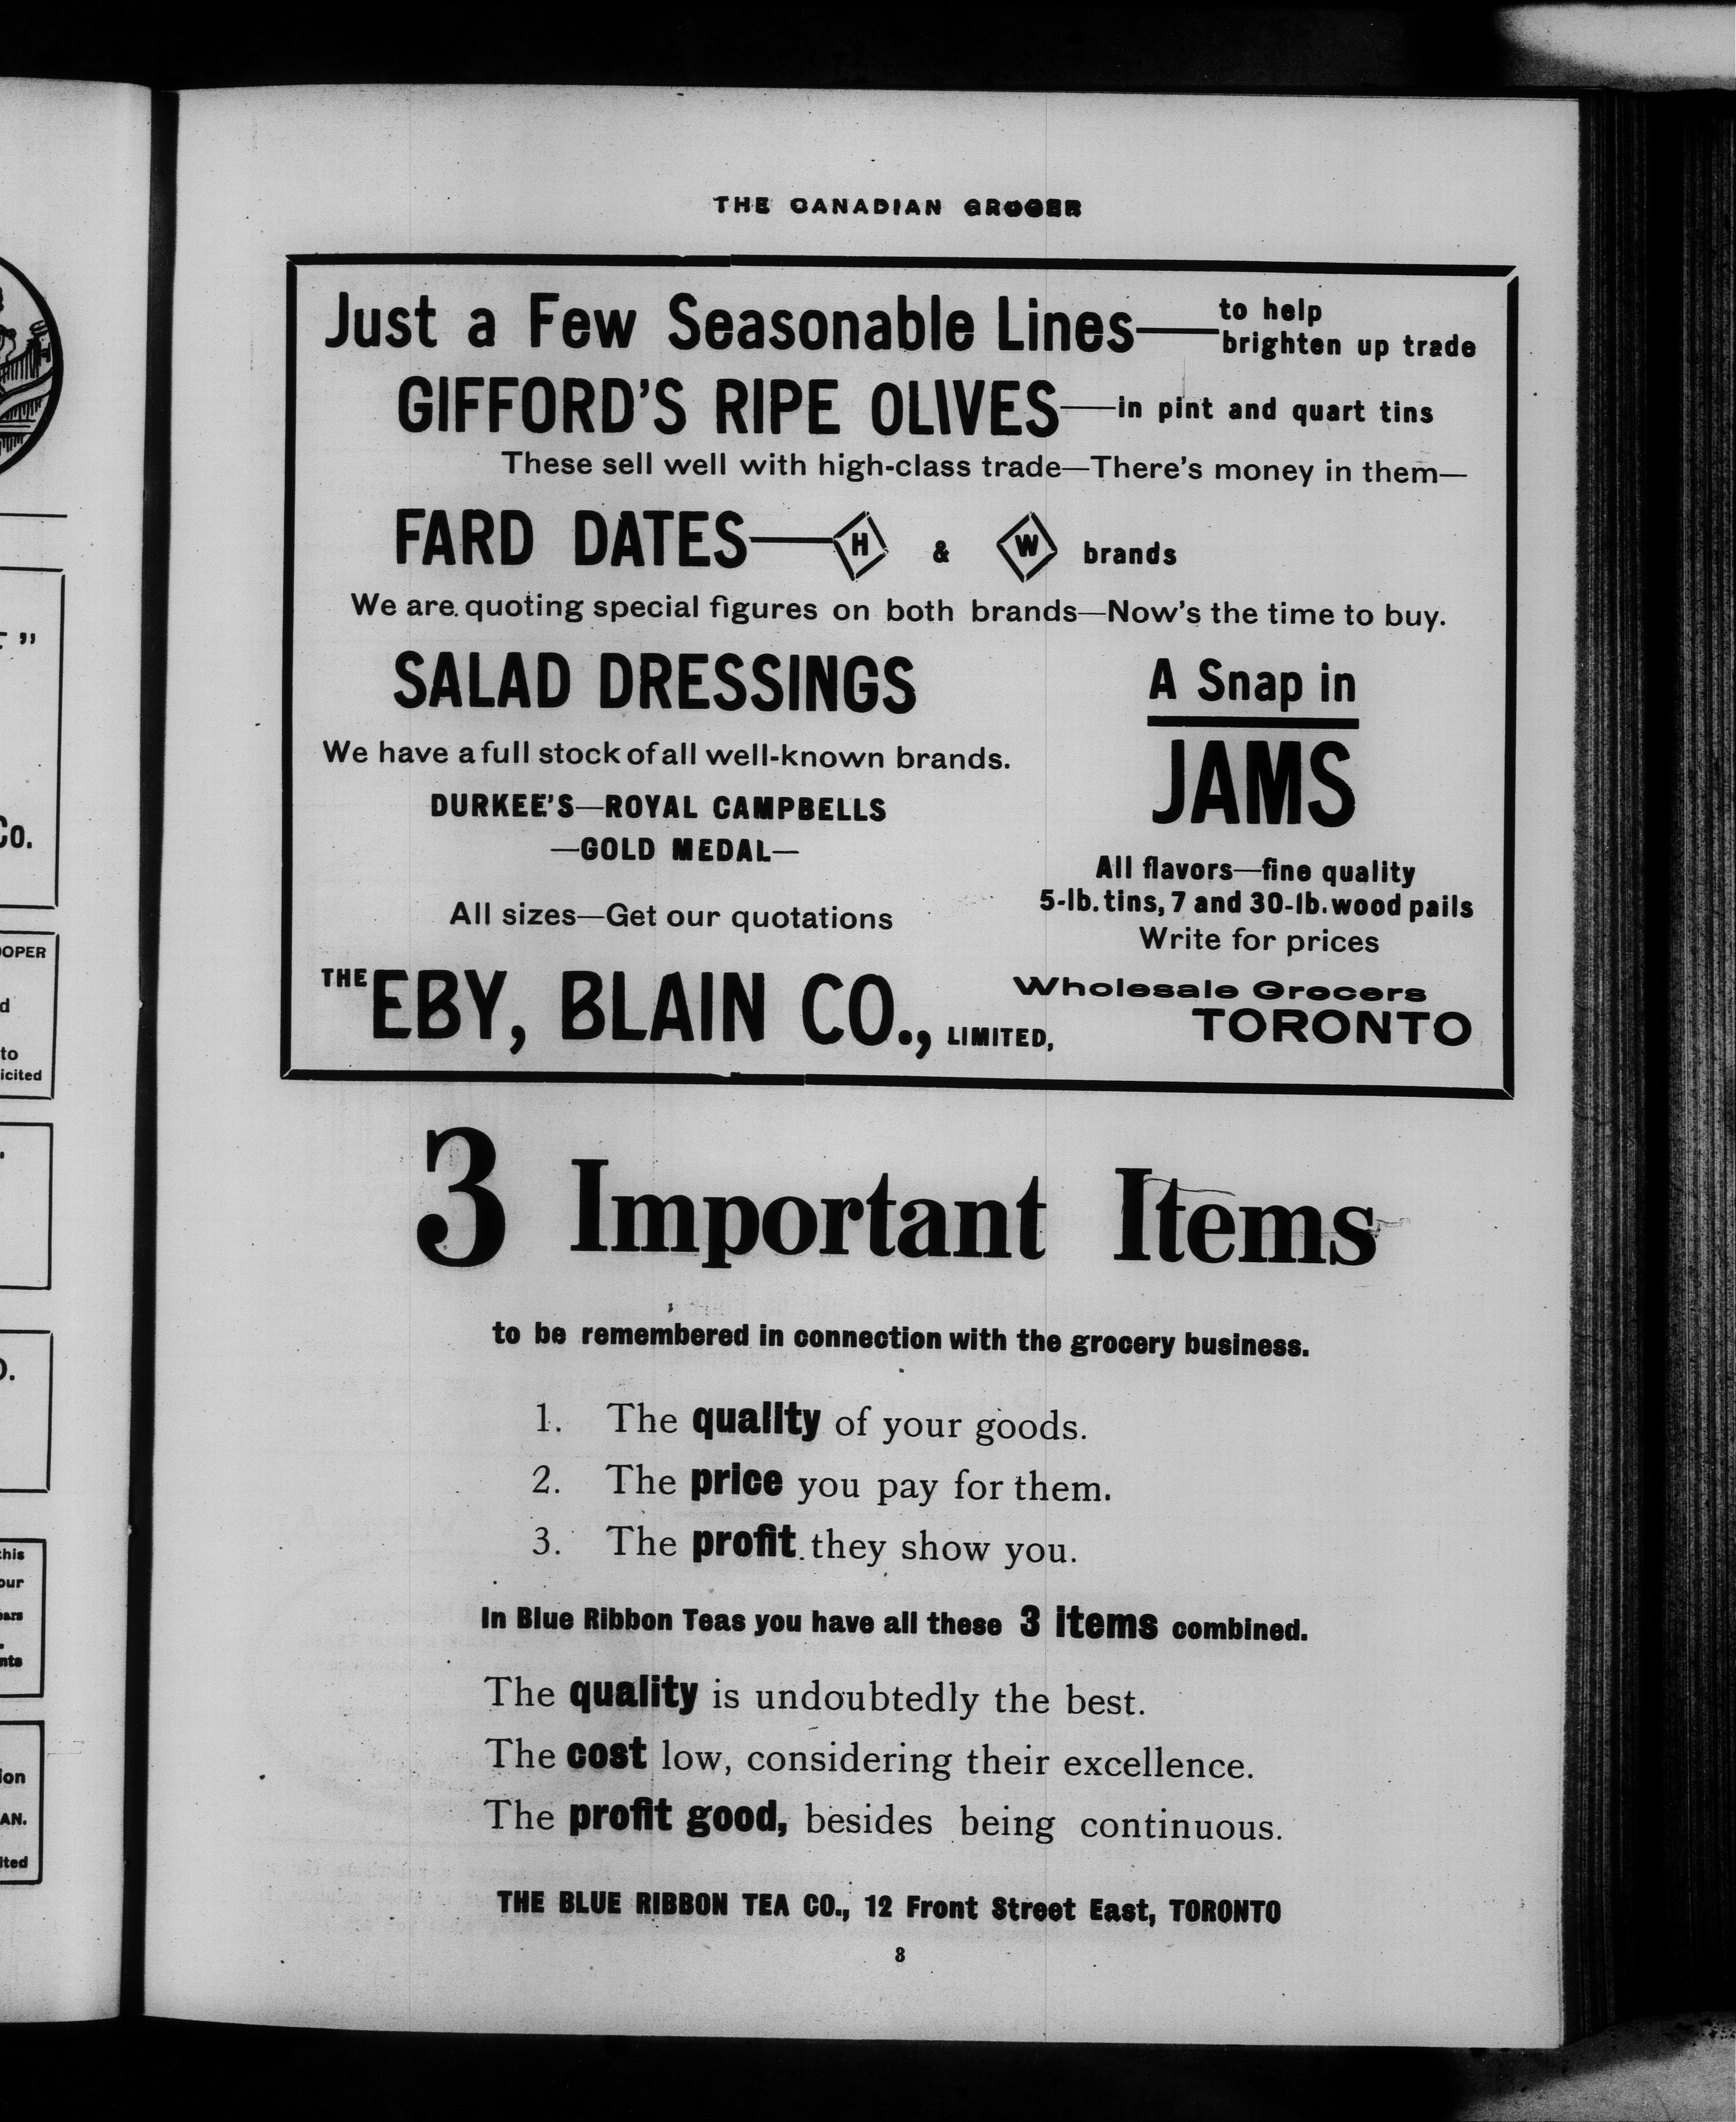 THE CANADIAN GROCER
Just a Few Seasonable Lines—to help
brighten up trade
GIFFORD'S RIPE OLIVES—in pint and quart tins
These sell well with high-class trade—There's money in them—
FARD DATES—H & W brands
We are quoting special figures on both brands—Now's the time to buy.
SALAD DRESSINGS
We have a full stock of all well-known brands.
DURKEE'S—ROYAL CAMPBELLS
—GOLD MEDAL—
All sizes—Get our quotations
A Snap in
JAMS
All flavors—fine quality
5-lb. tins, 7 and 30-lb. wood pails
Write for prices
THE EBY, BLAIN CO., LIMITED,
Wholesale Grocers
TORONTO
3 Important Items
to be remembered in connection with the grocery business.
1. The quality of your goods.
2. The price you pay for them.
3. The profit they show you.
In Blue Ribbon Teas you have all these 3 items combined.
The quality is undoubtedly the best.
The cost low, considering their excellence.
The profit good, besides being continuous.
THE BLUE RIBBON TEA CO., 12 Front Street East, TORONTO
8
Co.
OPER
to
icited
this
our
ion
AN.